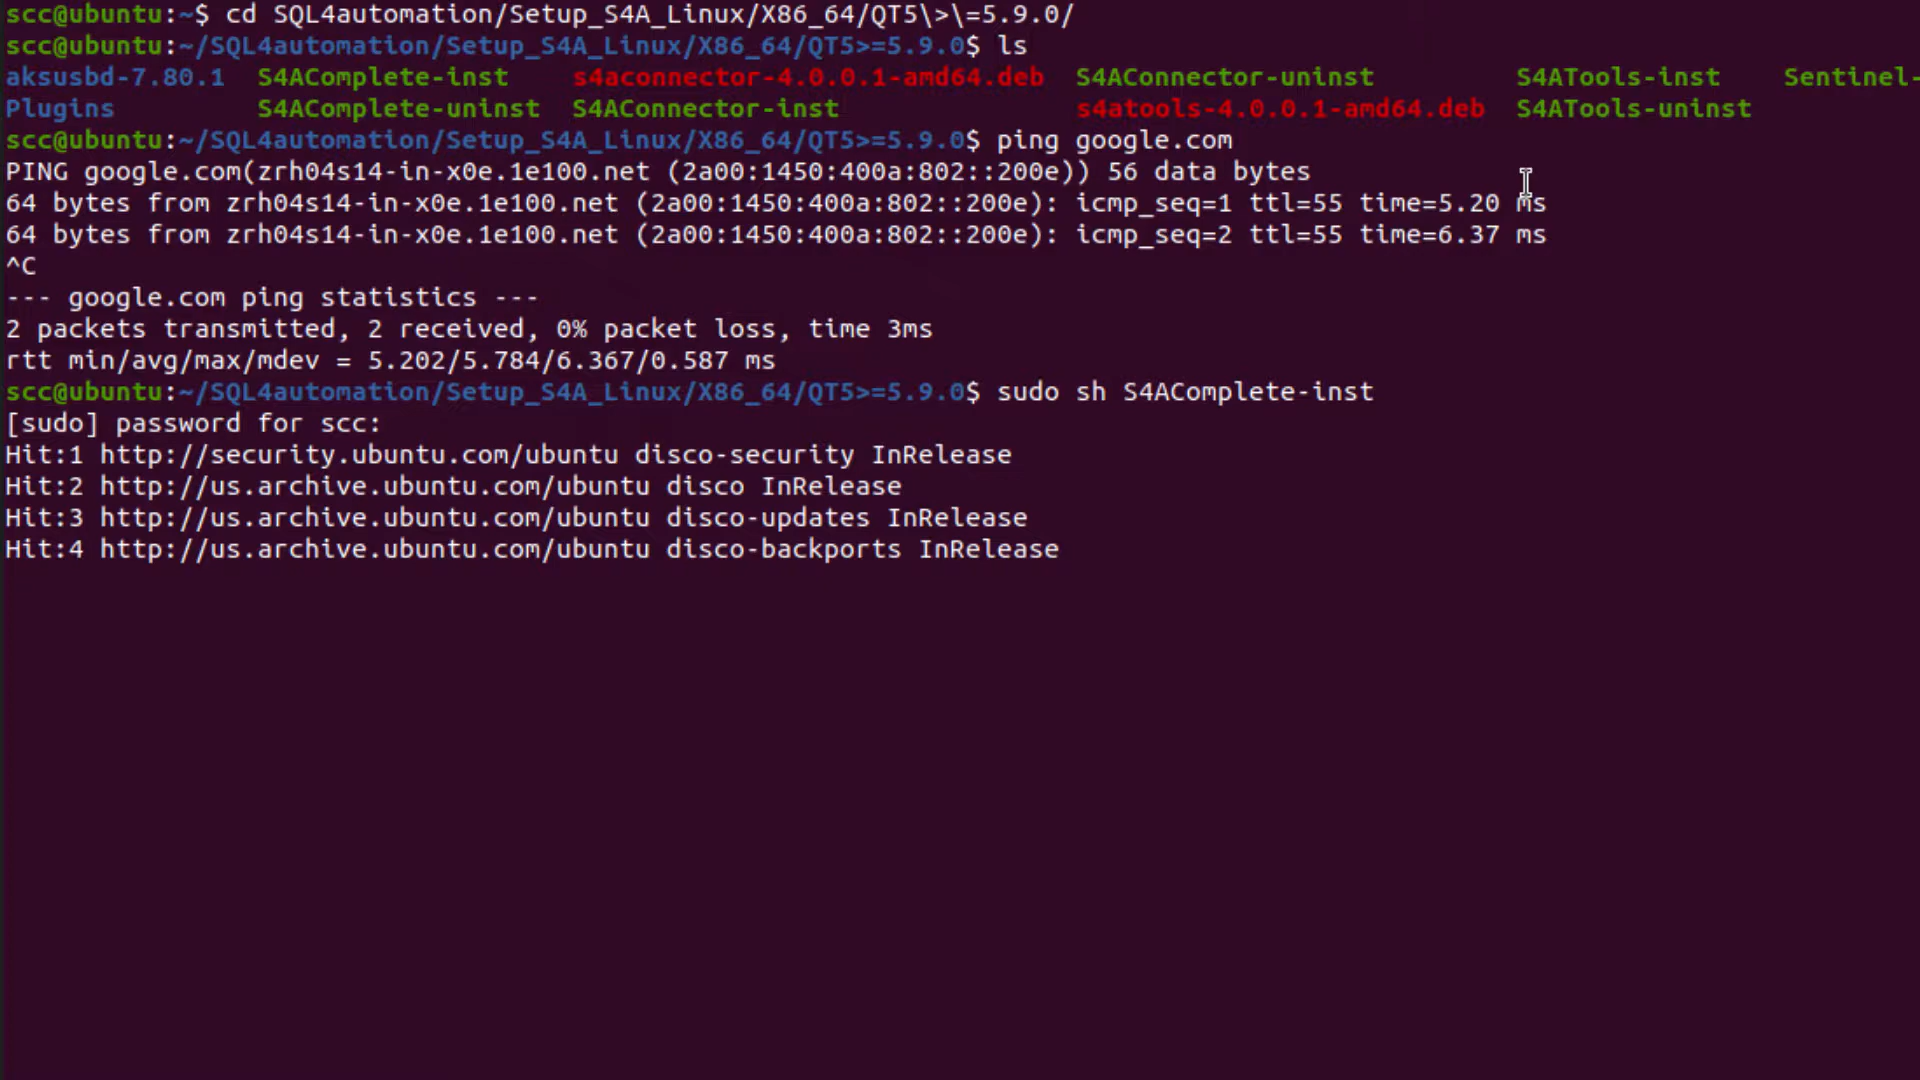 scc@ubuntu:~$ cd SQL4automation/Setup_S4A_Linux/X86_64/QT5\>\=5.9.0/
scc@ubuntu:~/SQL4automation/Setup_S4A_Linux/X86_64/QT5>=5.9.0$ ls
aksusbd-7.80.1 S4AComplete-inst s4aconnector-4.0.0.1-amd64.deb S4AConnector-uninst S4ATools-inst Sentinel-
Plugins S4AComplete-uninst S4AConnector-inst s4atools-4.0.0.1-amd64.deb S4ATools-uninst
scc@ubuntu:~/SQL4automation/Setup_S4A_Linux/X86_64/QT5>=5.9.0$ ping google.com
PING google.com(zrh04s14-in-x0e.1e100.net (2a00:1450:400a:802::200e)) 56 data bytes
64 bytes from zrh04s14-in-x0e.1e100.net (2a00:1450:400a:802::200e): icmp_seq=1 ttl=55 time=5.20 ms
64 bytes from zrh04s14-in-x0e.1e100.net (2a00:1450:400a:802::200e): icmp_seq=2 ttl=55 time=6.37 ms
^C
--- google.com ping statistics ---
2 packets transmitted, 2 received, 0% packet loss, time 3ms
rtt min/avg/max/mdev = 5.202/5.784/6.367/0.587 ms
scc@ubuntu:~/SQL4automation/Setup_S4A_Linux/X86_64/QT5>=5.9.0$ sudo sh S4AComplete-inst
[sudo] password for scc:
Hit:1 http://security.ubuntu.com/ubuntu disco-security InRelease
Hit:2 http://us.archive.ubuntu.com/ubuntu disco InRelease
Hit:3 http://us.archive.ubuntu.com/ubuntu disco-updates InRelease
Hit:4 http://us.archive.ubuntu.com/ubuntu disco-backports InRelease